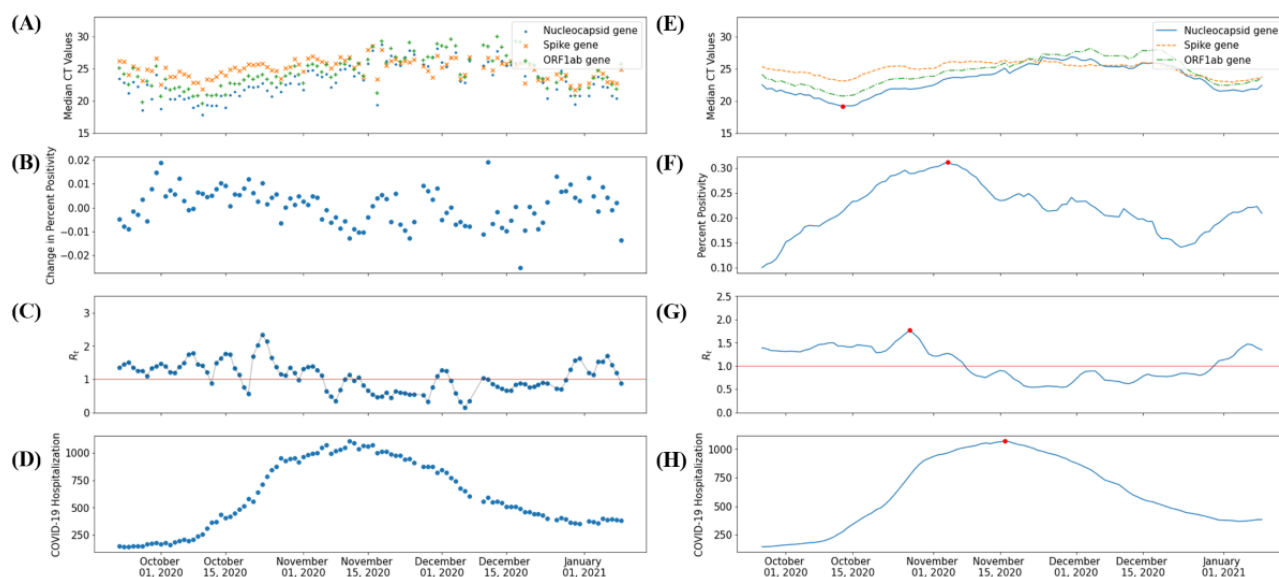 (A)
Median CT Values
30
25
20
15
Nucleocapsid gene
Spike gene
ORF1ab gene
(B)
Change in Percent Positivity
0.02
0.01
0.00
−0.01
−0.02
(C)
Rt
3
2
1
0
(D)
COVID-19 Hospitalization
1000
750
500
250
October
01, 2020
October
15, 2020
November
01, 2020
November
15, 2020
December
01, 2020
December
15, 2020
January
01, 2021
(E)
Median CT Values
30
25
20
15
Nucleocapsid gene
Spike gene
ORF1ab gene
(F)
Percent Positivity
0.30
0.25
0.20
0.15
0.10
(G)
Rt
2.5
2.0
1.5
1.0
0.5
0.0
(H)
COVID-19 Hospitalization
1000
750
500
250
October
01, 2020
October
15, 2020
November
01, 2020
November
15, 2020
December
01, 2020
December
15, 2020
January
01, 2021